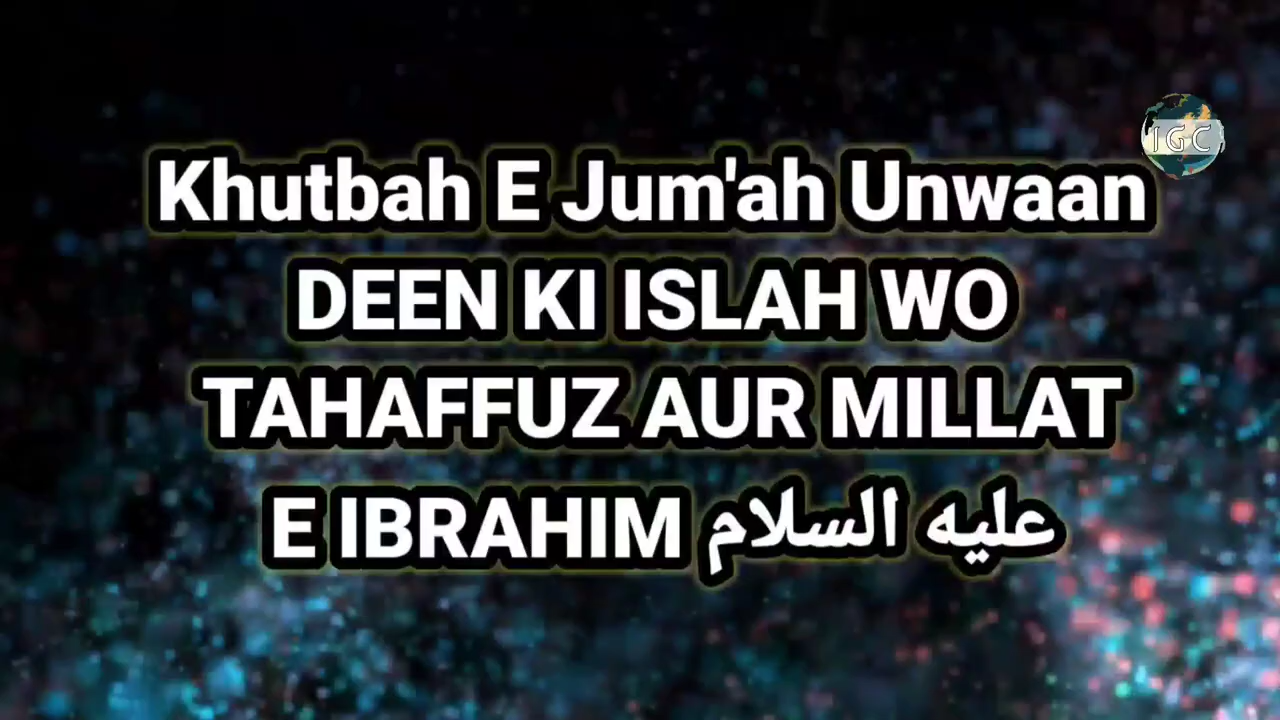 IGC
Khutbah E Jum'ah Unwaan
DEEN KI ISLAH WO
TAHAFFUZ AUR MILLAT
E IBRAHIM عليه السلام